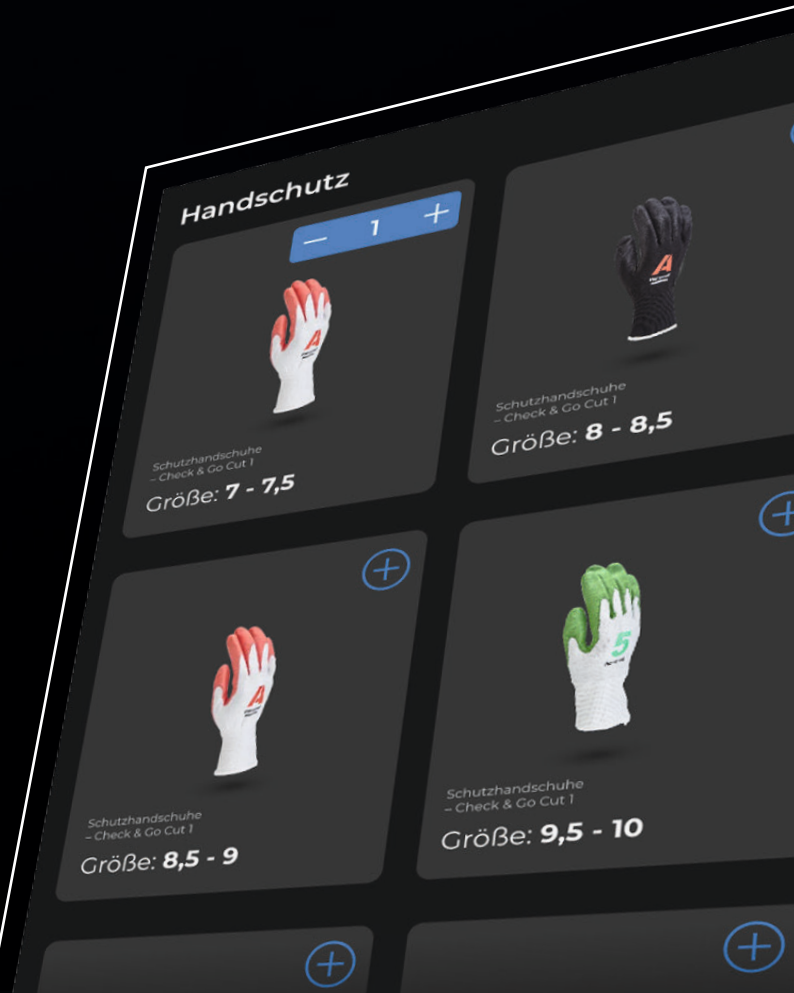 Handschutz
— 1 +
A
Schutzhandschuhe
– Check & Go Cut 1
Größe: 7 - 7,5
A
Schutzhandschuhe
– Check & Go Cut 1
Größe: 8 - 8,5
A
Schutzhandschuhe
– Check & Go Cut 1
Größe: 8,5 - 9
5
Schutzhandschuhe
– Check & Go Cut 1
Größe: 9,5 - 10